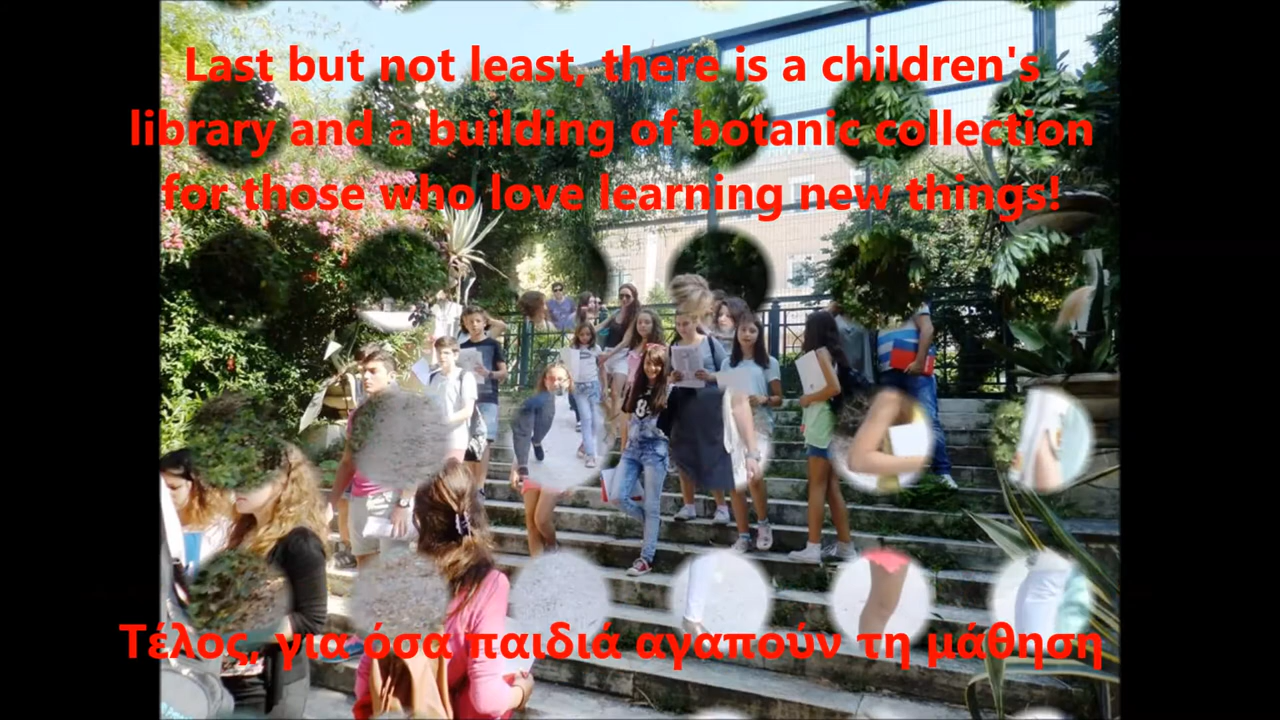 Last but not least, there is a children's
library and a building of botanic collection
for those who love learning new things!
Τέλος, για όσα παιδιά αγαπούν τη μάθηση